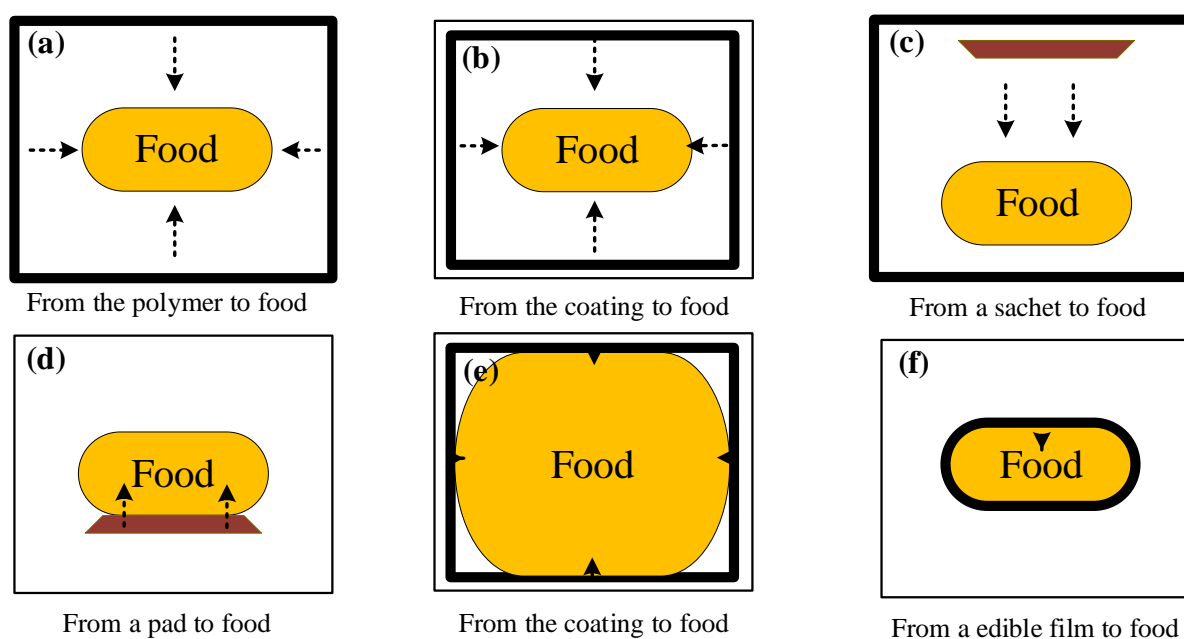 (a)
Food
From the polymer to food
(b)
Food
From the coating to food
(c)
Food
From a sachet to food
(d)
Food
From a pad to food
(e)
Food
From the coating to food
(f)
Food
From a edible film to food